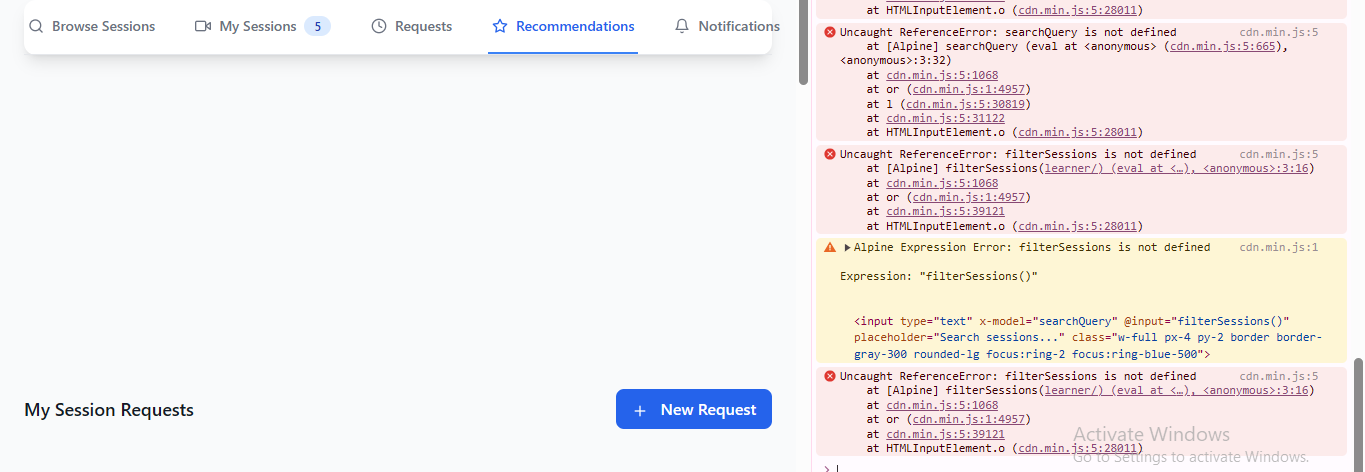 Browse Sessions My Sessions 5 Requests Recommendations Notifications
My Session Requests + New Request
at HTMLInputElement.o (cdn.min.js:5:28011)
Uncaught ReferenceError: searchQuery is not defined cdn.min.js:5
at [Alpine] searchQuery (eval at <anonymous> (cdn.min.js:5:665),
<anonymous>:3:32)
at cdn.min.js:5:1068
at or (cdn.min.js:1:4957)
at l (cdn.min.js:5:30819)
at cdn.min.js:5:31122
at HTMLInputElement.o (cdn.min.js:5:28011)
Uncaught ReferenceError: filterSessions is not defined cdn.min.js:5
at [Alpine] filterSessions(learner/) (eval at <…), <anonymous>:3:16)
at cdn.min.js:5:1068
at or (cdn.min.js:1:4957)
at cdn.min.js:5:39121
at HTMLInputElement.o (cdn.min.js:5:28011)
Alpine Expression Error: filterSessions is not defined cdn.min.js:1
Expression: "filterSessions()"
<input type="text" x-model="searchQuery" @input="filterSessions()"
placeholder="Search sessions..." class="w-full px-4 py-2 border border-
gray-300 rounded-lg focus:ring-2 focus:ring-blue-500">
Uncaught ReferenceError: filterSessions is not defined cdn.min.js:5
at [Alpine] filterSessions(learner/) (eval at <…), <anonymous>:3:16)
at cdn.min.js:5:1068
at or (cdn.min.js:1:4957)
at cdn.min.js:5:39121
at HTMLInputElement.o (cdn.min.js:5:28011)
Activate Windows
Go to Settings to activate Windows.